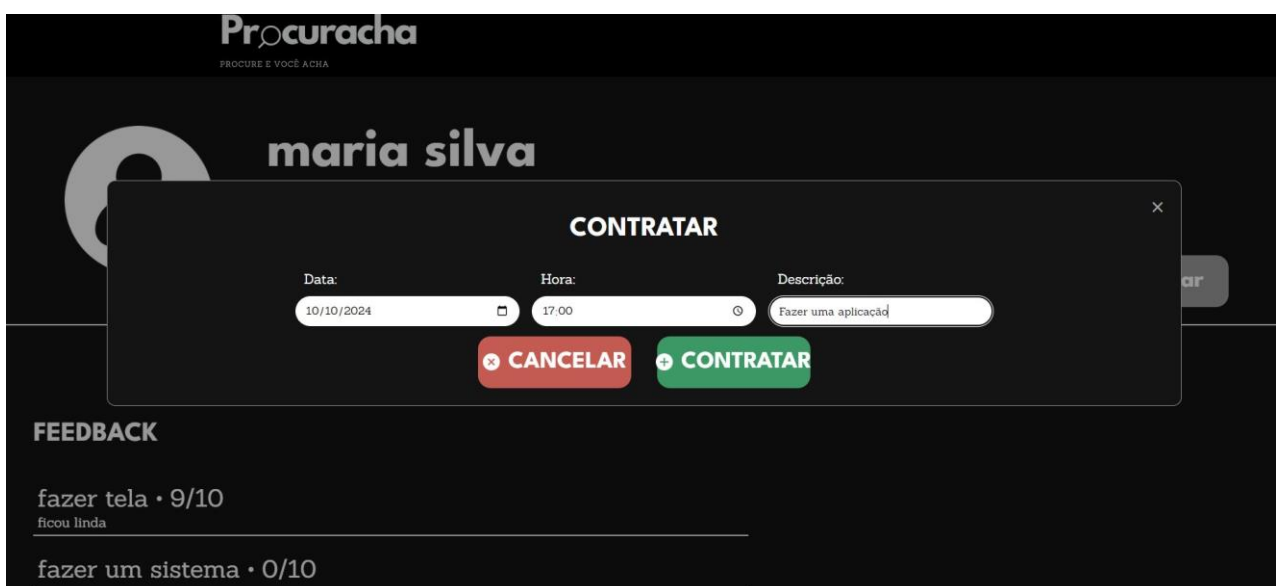 Procuracha
PROCURE E VOCÊ ACHA
maria silva
CONTRATAR
×
Data: Hora: Descrição:
10/10/2024 17:00 Fazer uma aplicação
CANCELAR CONTRATAR
ar
FEEDBACK
fazer tela • 9/10
ficou linda
fazer um sistema • 0/10